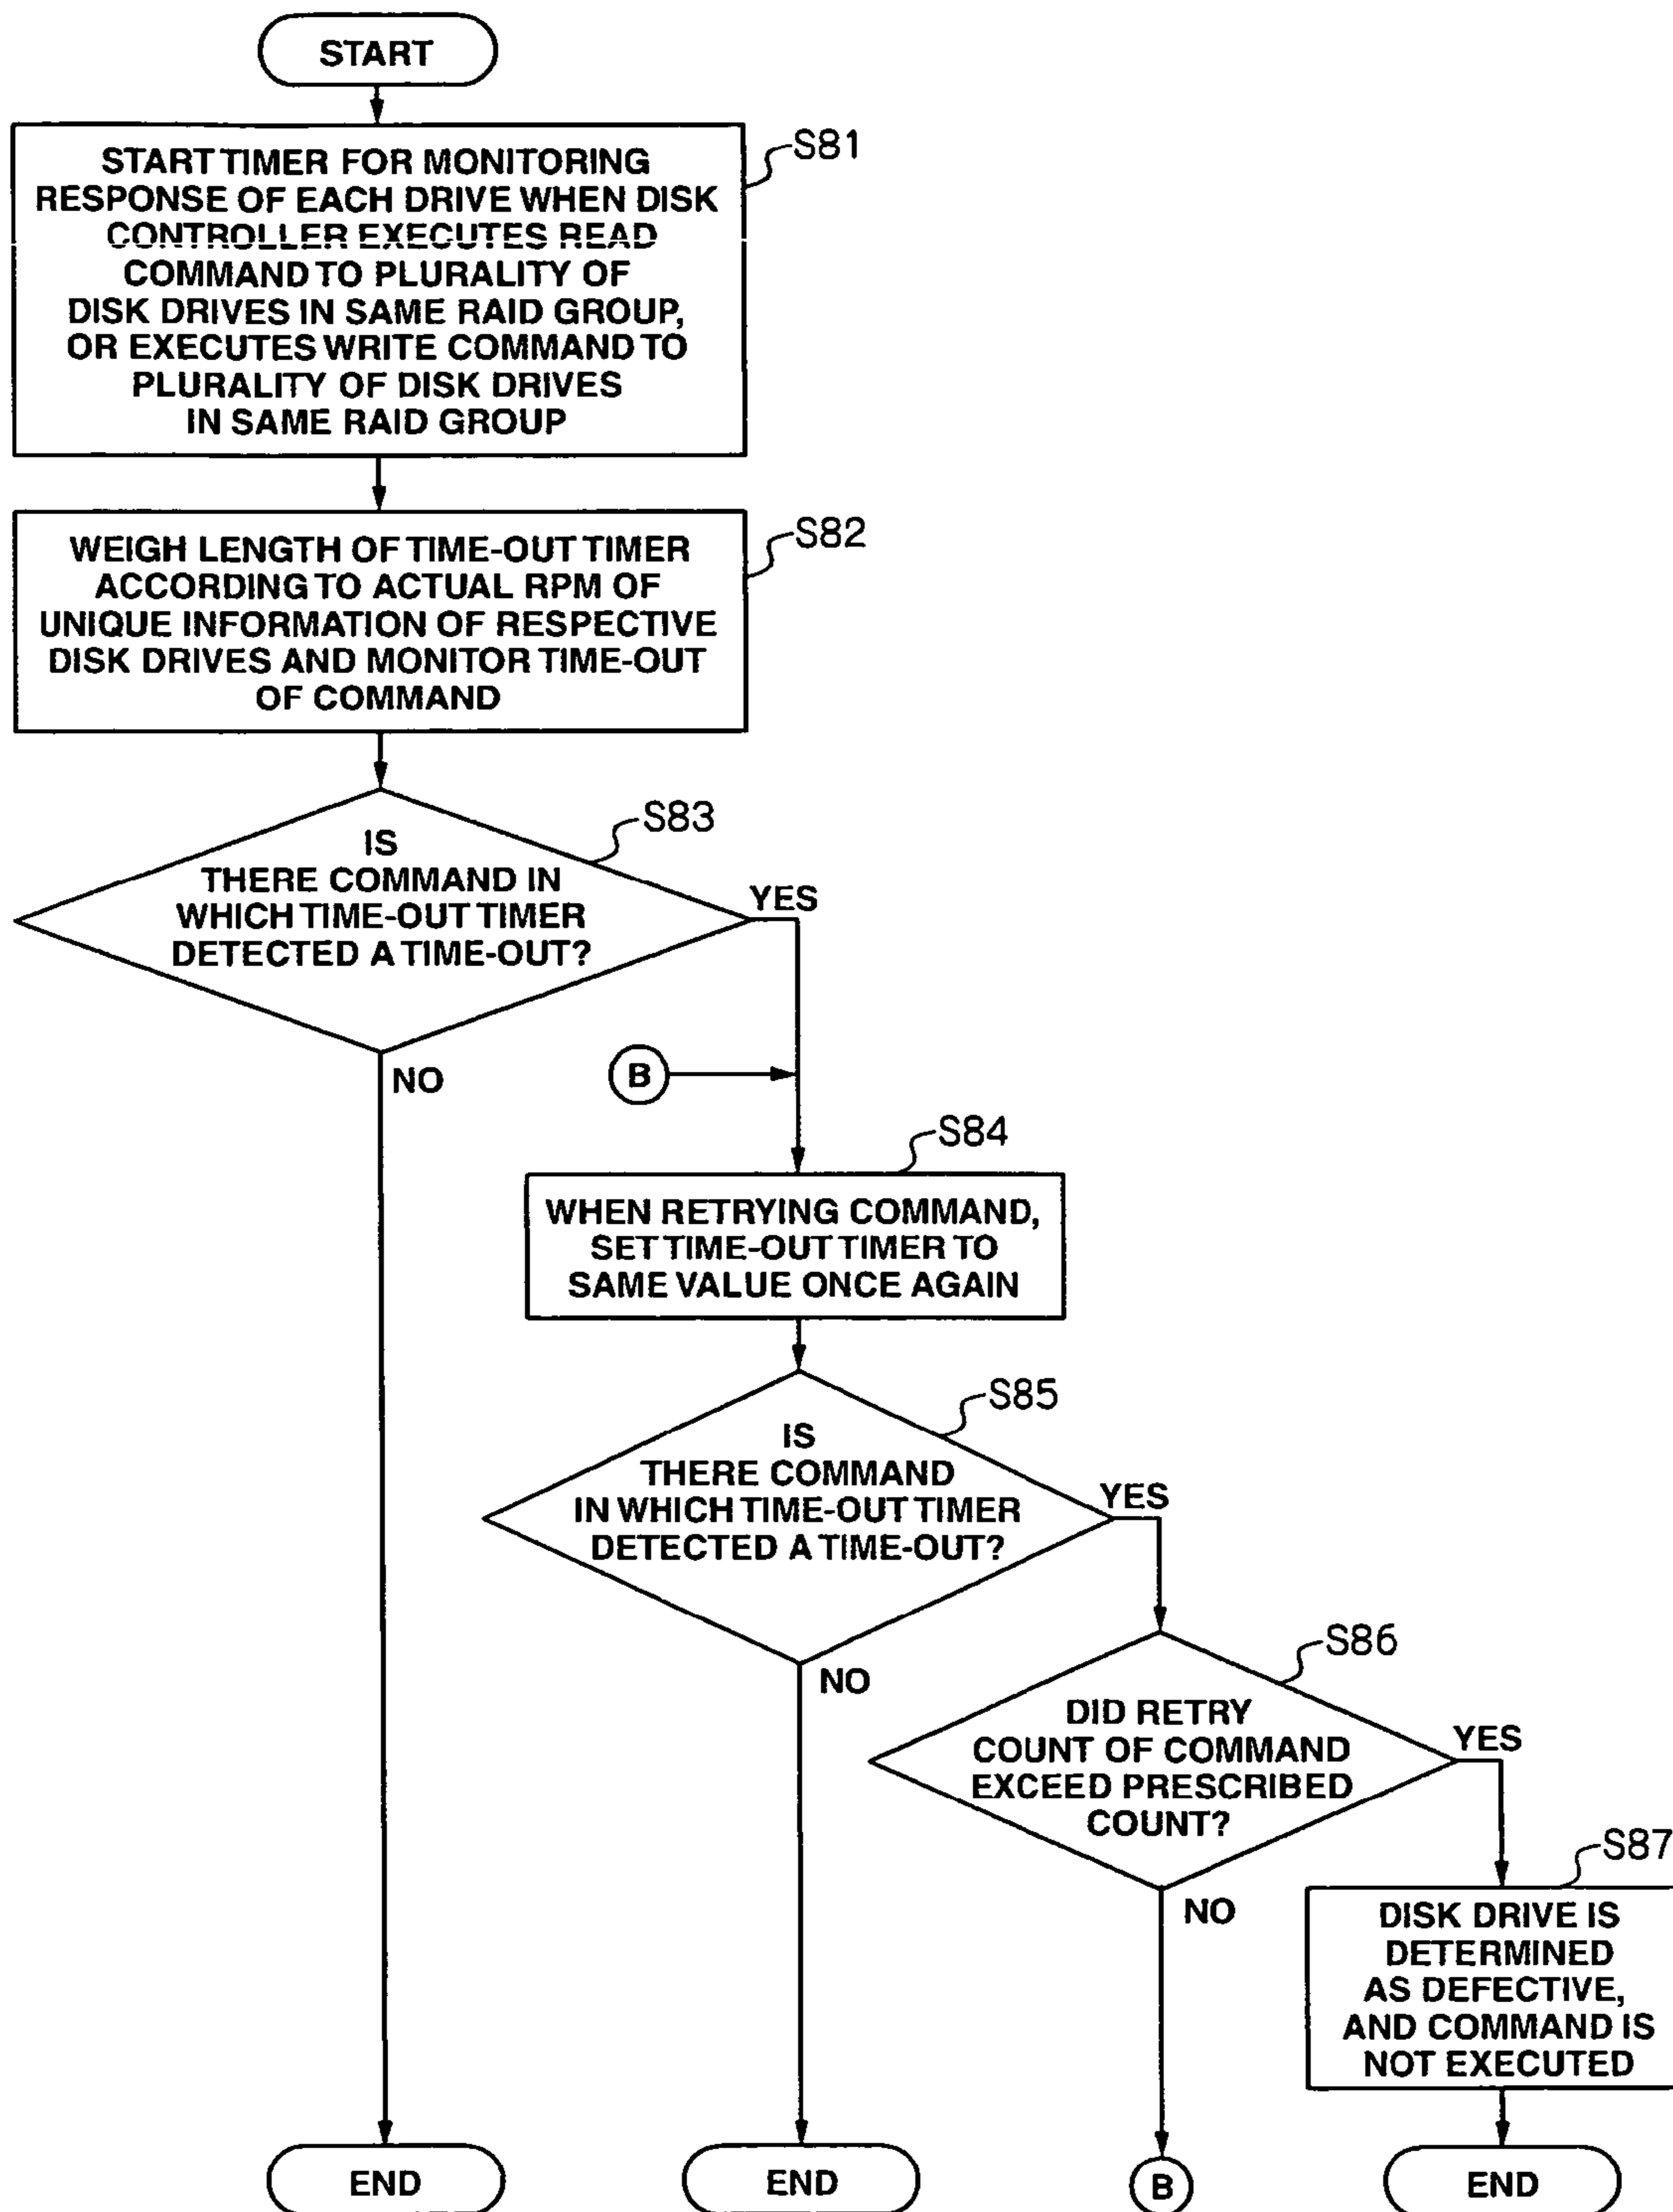 START
S81
START TIMER FOR MONITORING
RESPONSE OF EACH DRIVE WHEN DISK
CONTROLLER EXECUTES READ
COMMAND TO PLURALITY OF
DISK DRIVES IN SAME RAID GROUP,
OR EXECUTES WRITE COMMAND TO
PLURALITY OF DISK DRIVES
IN SAME RAID GROUP
S82
WEIGH LENGTH OF TIME-OUT TIMER
ACCORDING TO ACTUAL RPM OF
UNIQUE INFORMATION OF RESPECTIVE
DISK DRIVES AND MONITOR TIME-OUT
OF COMMAND
S83
IS
THERE COMMAND IN
WHICH TIME-OUT TIMER
DETECTED A TIME-OUT?
YES
NO
B
S84
WHEN RETRYING COMMAND,
SET TIME-OUT TIMER TO
SAME VALUE ONCE AGAIN
S85
IS
THERE COMMAND
IN WHICH TIME-OUT TIMER
DETECTED A TIME-OUT?
YES
NO
S86
DID RETRY
COUNT OF COMMAND
EXCEED PRESCRIBED
COUNT?
YES
NO
S87
DISK DRIVE IS
DETERMINED
AS DEFECTIVE,
AND COMMAND IS
NOT EXECUTED
END
END
B
END